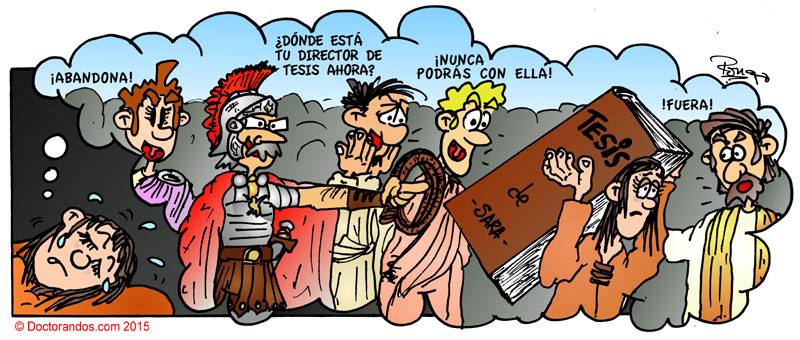 ¡ABANDONA!
¿DÓNDE ESTÁ
TU DIRECTOR DE
TESIS AHORA?
¡NUNCA
PODRÁS CON ELLA!
!FUERA!
TESIS
de
-SARA-
© Doctorandos.com 2015